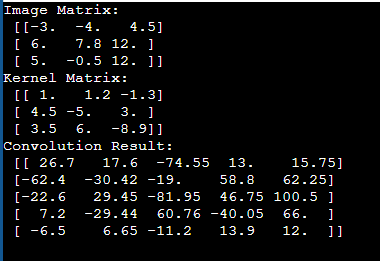 Image Matrix:
[[-3.  -4.   4.5]
[ 6.   7.8 12. ]
[ 5.  -0.5 12. ]]
Kernel Matrix:
[[ 1.   1.2 -1.3]
[ 4.5 -5.   3. ]
[ 3.5  6.  -8.9]]
Convolution Result:
[[ 26.7   17.6  -74.55  13.    15.75]
[-62.4  -30.42 -19.    58.8   62.25]
[-22.6   29.45 -81.95  46.75 100.5 ]
[  7.2  -29.44  60.76 -40.05  66.  ]
[ -6.5    6.65 -11.2   13.9   12.  ]]